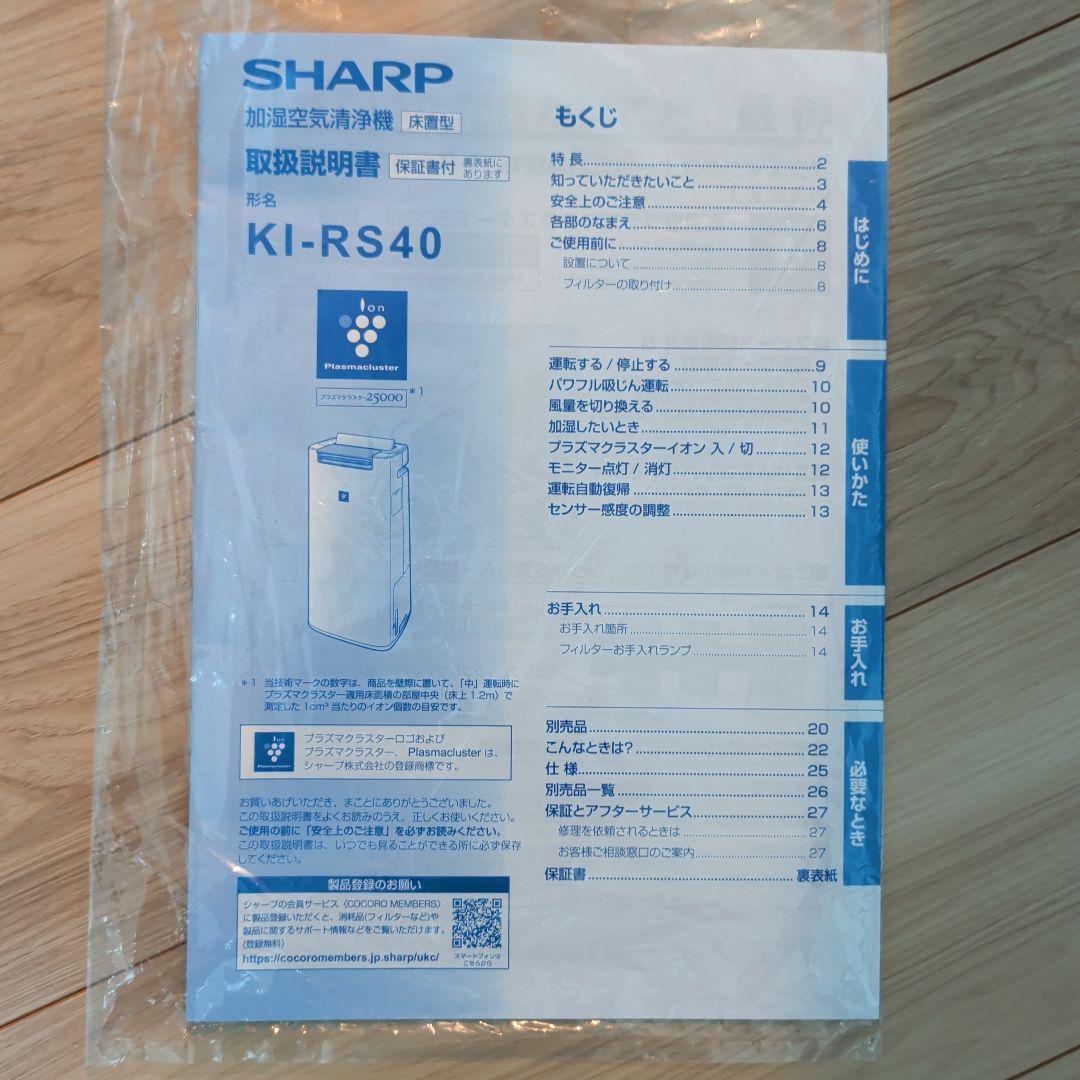 SHARP
加湿空気清浄機 床置型
取扱説明書 保証書付 裏表紙に
あります
形名
KI-RS40
Ion
Plasmacluster
プラズマクラスター25000 *1
*1 当技術マークの数字は、商品を壁際に置いて、「中」運転時に
プラズマクラスター適用床面積の部屋中央（床上1.2m）で
測定した1cm³当たりのイオン個数の目安です。
Ion
Plasmacluster
プラズマクラスターロゴおよび
プラズマクラスター、Plasmacluster は、
シャープ株式会社の登録商標です。
お買いあげいただき、まことにありがとうございました。
この取扱説明書をよくお読みのうえ、正しくお使いください。
ご使用の前に「安全上のご注意」を必ずお読みください。
この取扱説明書は、いつでも見ることができる所に必ず保存
してください。
製品登録のお願い
シャープの会員サービス〈COCORO MEMBERS〉
に製品登録いただくと、消耗品(フィルターなど)や
製品に関するサポート情報などをご覧いただけます。
(登録無料)
https://cocoromembers.jp.sharp/ukc/
スマートフォンは
こちらから
もくじ
特 長 2
知っていただきたいこと 3
安全上のご注意 4
各部のなまえ 6
ご使用前に 8
設置について 8
フィルターの取り付け 8
はじめに
運転する / 停止する 9
パワフル吸じん運転 10
風量を切り換える 10
加湿したいとき 11
プラズマクラスターイオン 入 / 切 12
モニター点灯 / 消灯 12
運転自動復帰 13
センサー感度の調整 13
使いかた
お手入れ 14
お手入れ箇所 14
フィルターお手入れランプ 14
お手入れ
別売品 20
こんなときは? 22
仕 様 25
別売品一覧 26
保証とアフターサービス 27
修理を依頼されるときは 27
お客様ご相談窓口のご案内 27
保証書 裏表紙
必要なとき